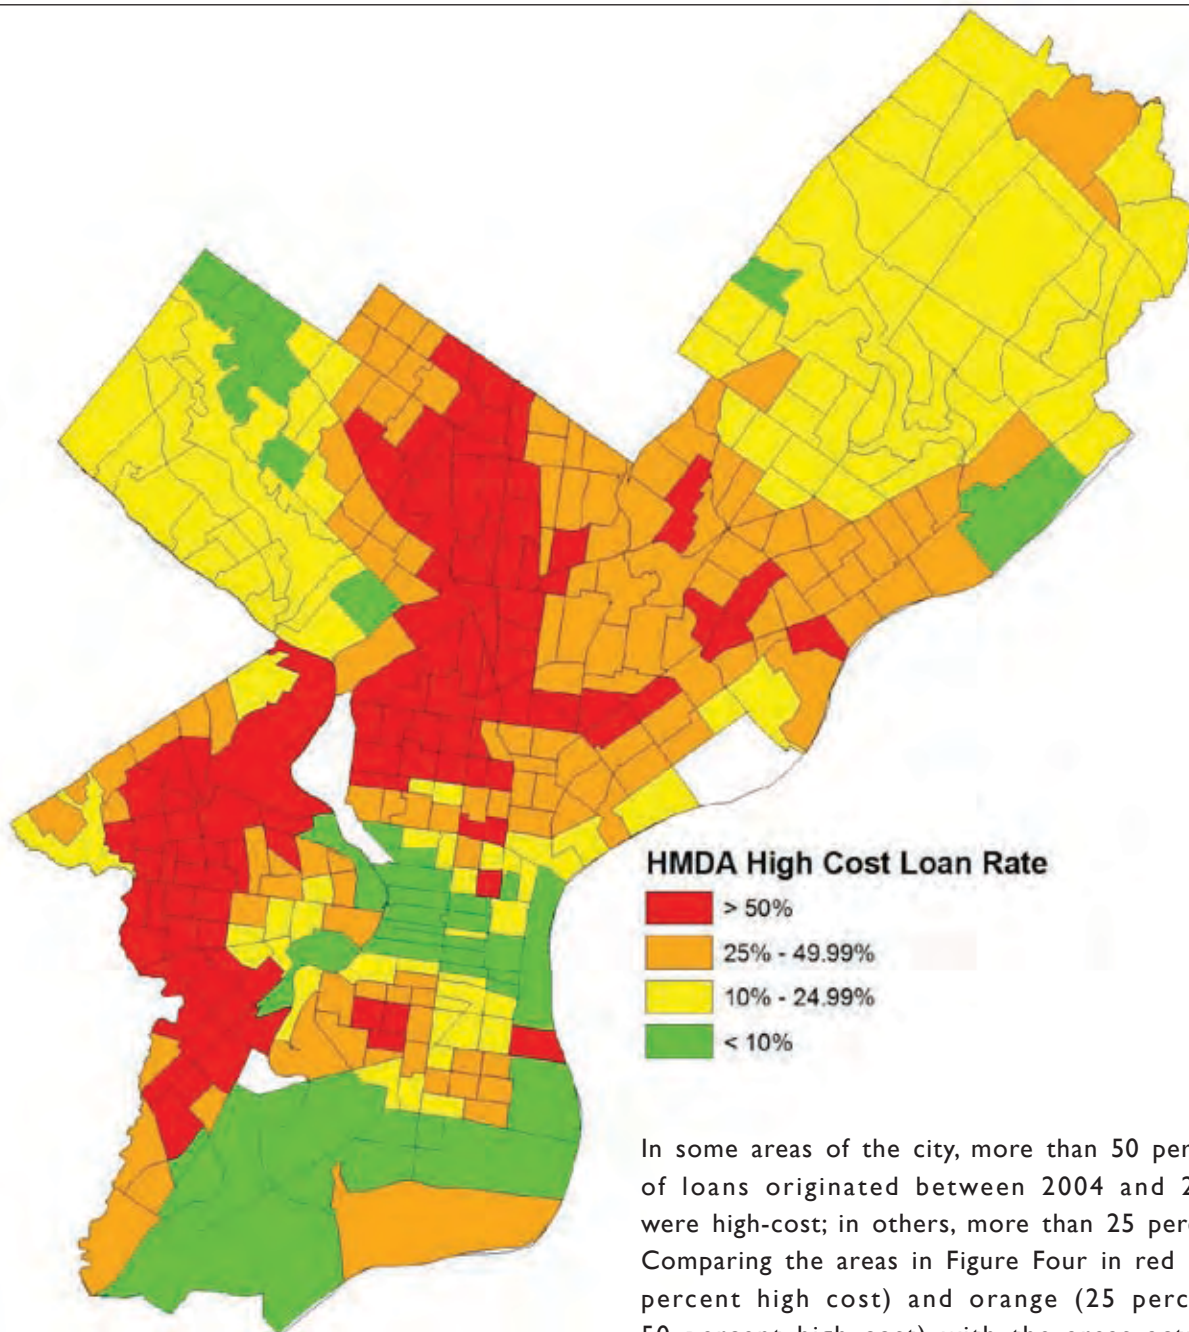 HMDA High Cost Loan Rate
> 50%
25% - 49.99%
10% - 24.99%
< 10%
In some areas of the city, more than 50 per
of loans originated between 2004 and 2
were high-cost; in others, more than 25 perc
Comparing the areas in Figure Four in red
percent high cost) and orange (25 perc